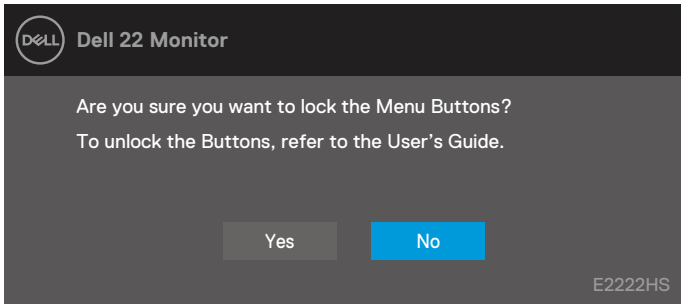 DELL
Dell 22 Monitor
Are you sure you want to lock the Menu Buttons?
To unlock the Buttons, refer to the User’s Guide.
Yes
No
E2222HS